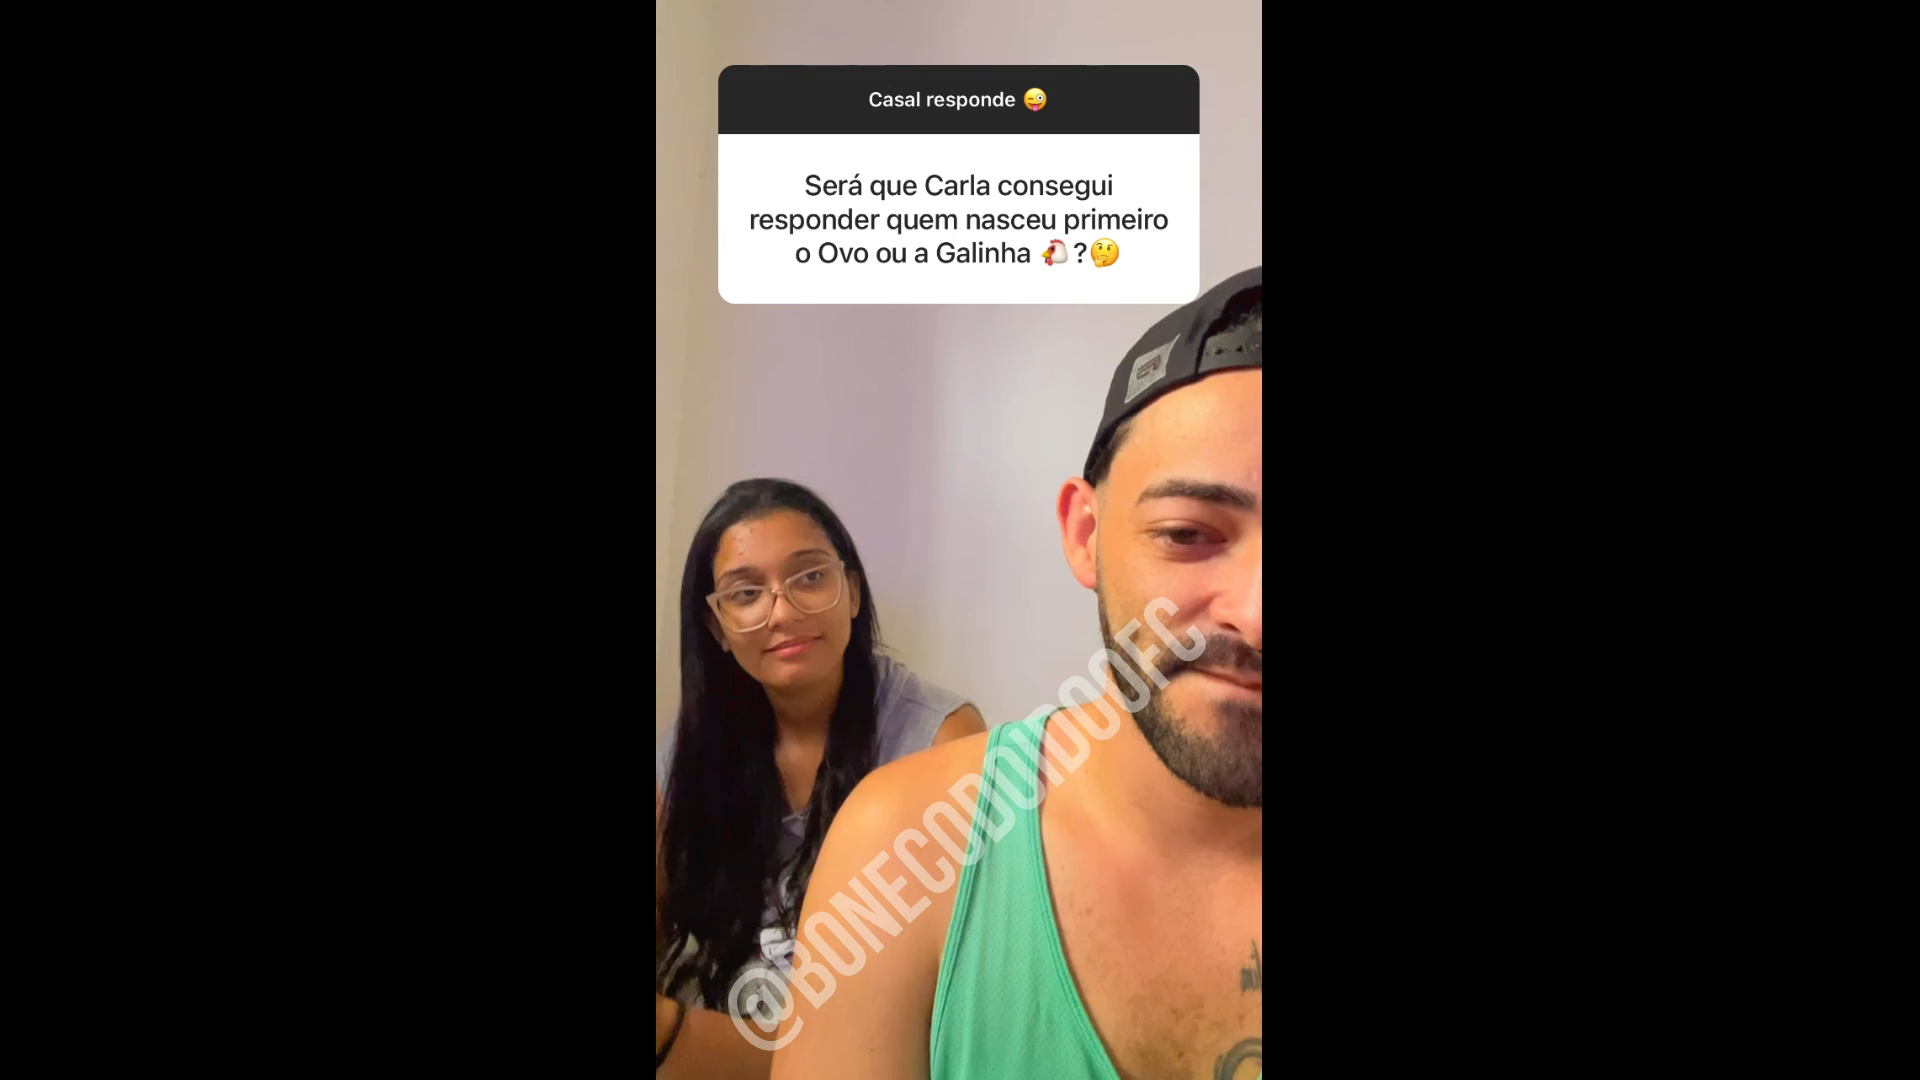 Casal responde 😜
Será que Carla consegui
responder quem nasceu primeiro
o Ovo ou a Galinha 🐔?🤔
@BONECODOIDOOFC